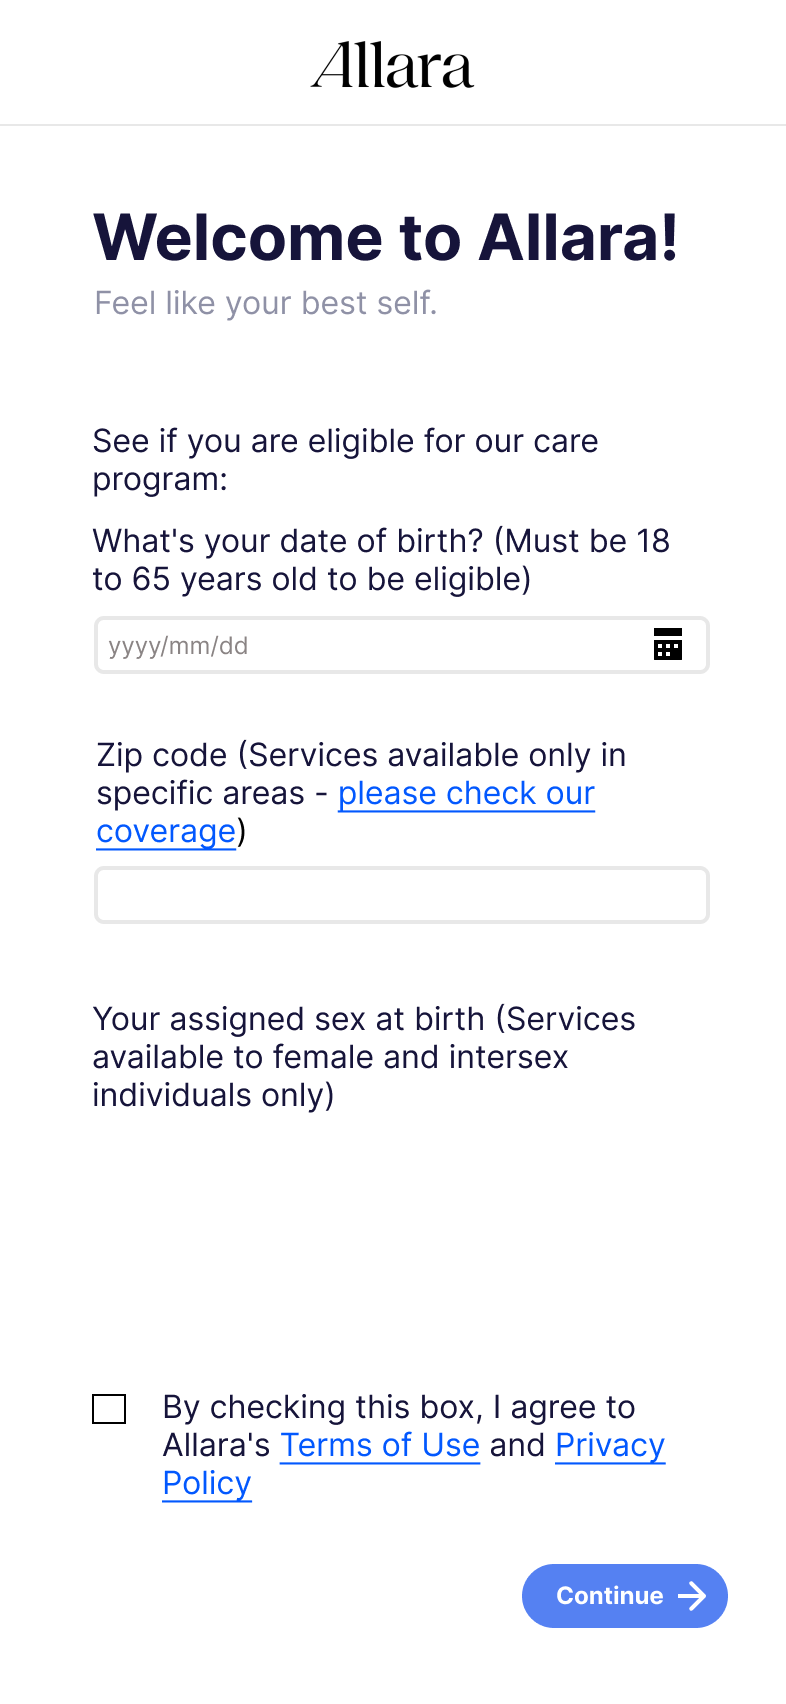 Allara
Welcome to Allara!
Feel like your best self.
See if you are eligible for our care
program:
What's your date of birth? (Must be 18
to 65 years old to be eligible)
yyyy/mm/dd
Zip code (Services available only in
specific areas - please check our
coverage)
Your assigned sex at birth (Services
available to female and intersex
individuals only)
By checking this box, I agree to
Allara's Terms of Use and Privacy
Policy
Continue